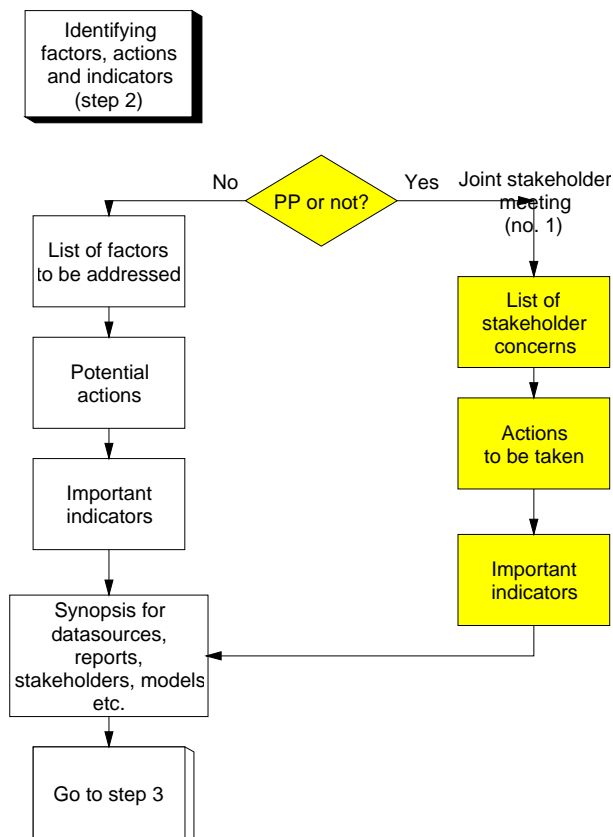 Identifying
factors, actions
and indicators
(step 2)
No
PP or not?
Yes
Joint stakeholder
meeting
(no. 1)
List of factors
to be addressed
Potential
actions
Important
indicators
List of
stakeholder
concerns
Actions
to be taken
Important
indicators
Synopsis for
datasources,
reports,
stakeholders, models
etc.
Go to step 3